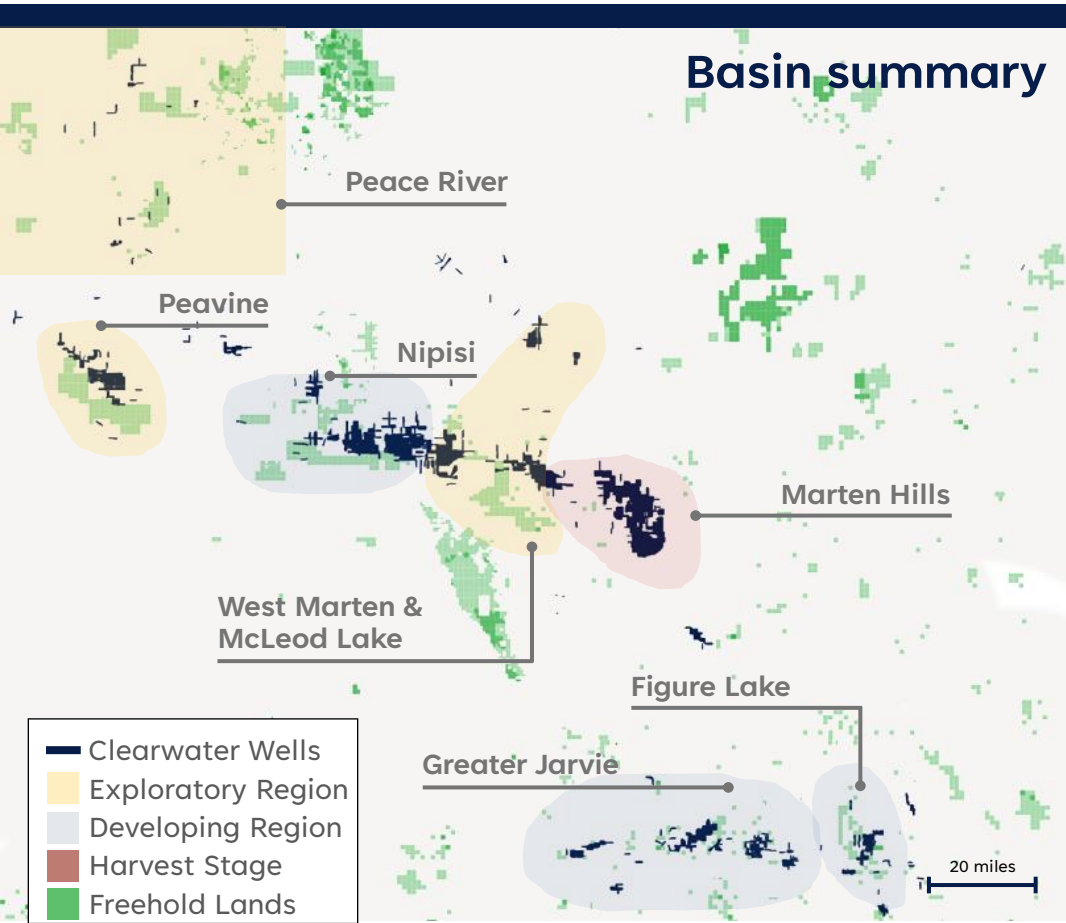 Basin summary
Peace River
Peavine
Nipisi
Marten Hills
West Marten &
McLeod Lake
Figure Lake
Greater Jarvie
Clearwater Wells
Exploratory Region
Developing Region
Harvest Stage
Freehold Lands
20 miles